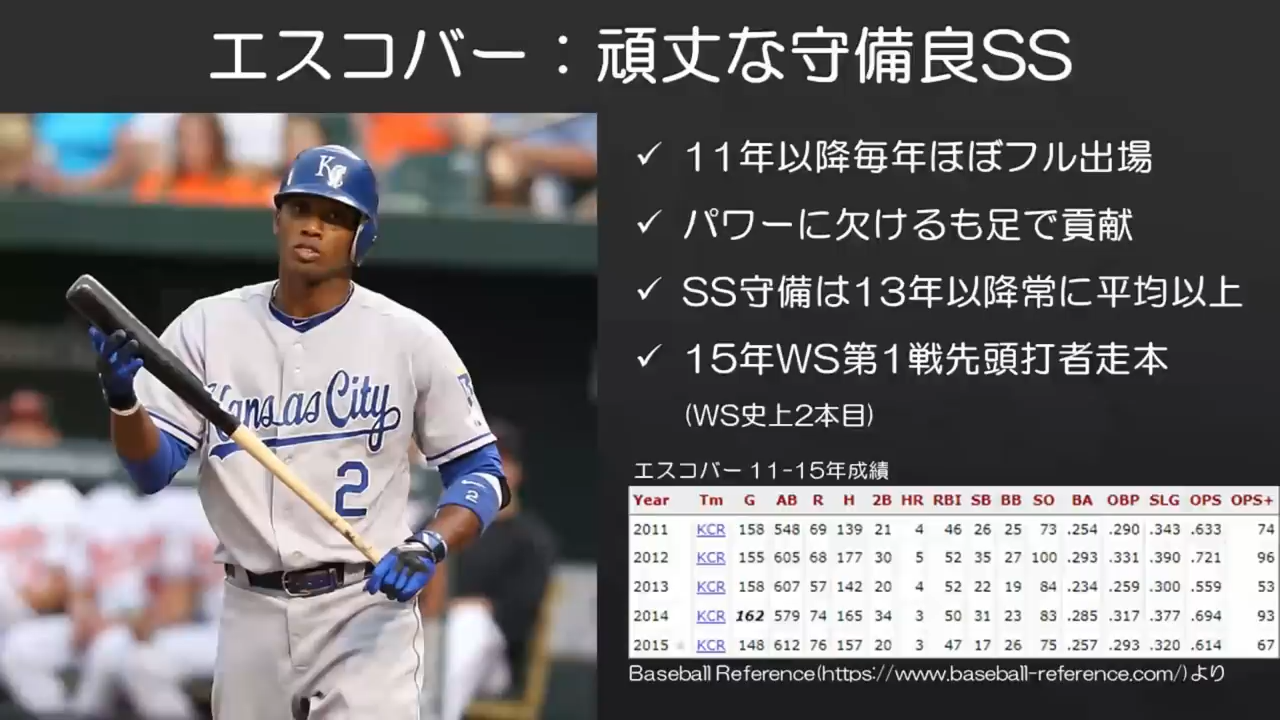 エスコバー：頑丈な守備良SS
✓ 11年以降毎年ほぼフル出場
✓ パワーに欠けるも足で貢献
✓ SS守備は13年以降常に平均以上
✓ 15年WS第1戦先頭打者走本
(WS史上2本目)
KC
Kansas City
2
2
エスコバー 11-15年成績
Year Tm G AB R H 2B HR RBI SB BB SO BA OBP SLG OPS OPS+
2011 KCR 158 548 69 139 21 4 46 26 25 73 .254 .290 .343 .633 74
2012 KCR 155 605 68 177 30 5 52 35 27 100 .293 .331 .390 .721 96
2013 KCR 158 607 57 142 20 4 52 22 19 84 .234 .259 .300 .559 53
2014 KCR 162 579 74 165 34 3 50 31 23 83 .285 .317 .377 .694 93
2015 KCR 148 612 76 157 20 3 47 17 26 75 .257 .293 .320 .614 67
Baseball Reference(https://www.baseball-reference.com/)より